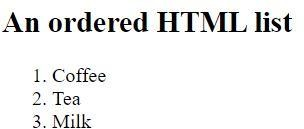 An ordered HTML list
1. Coffee
2. Tea
3. Milk